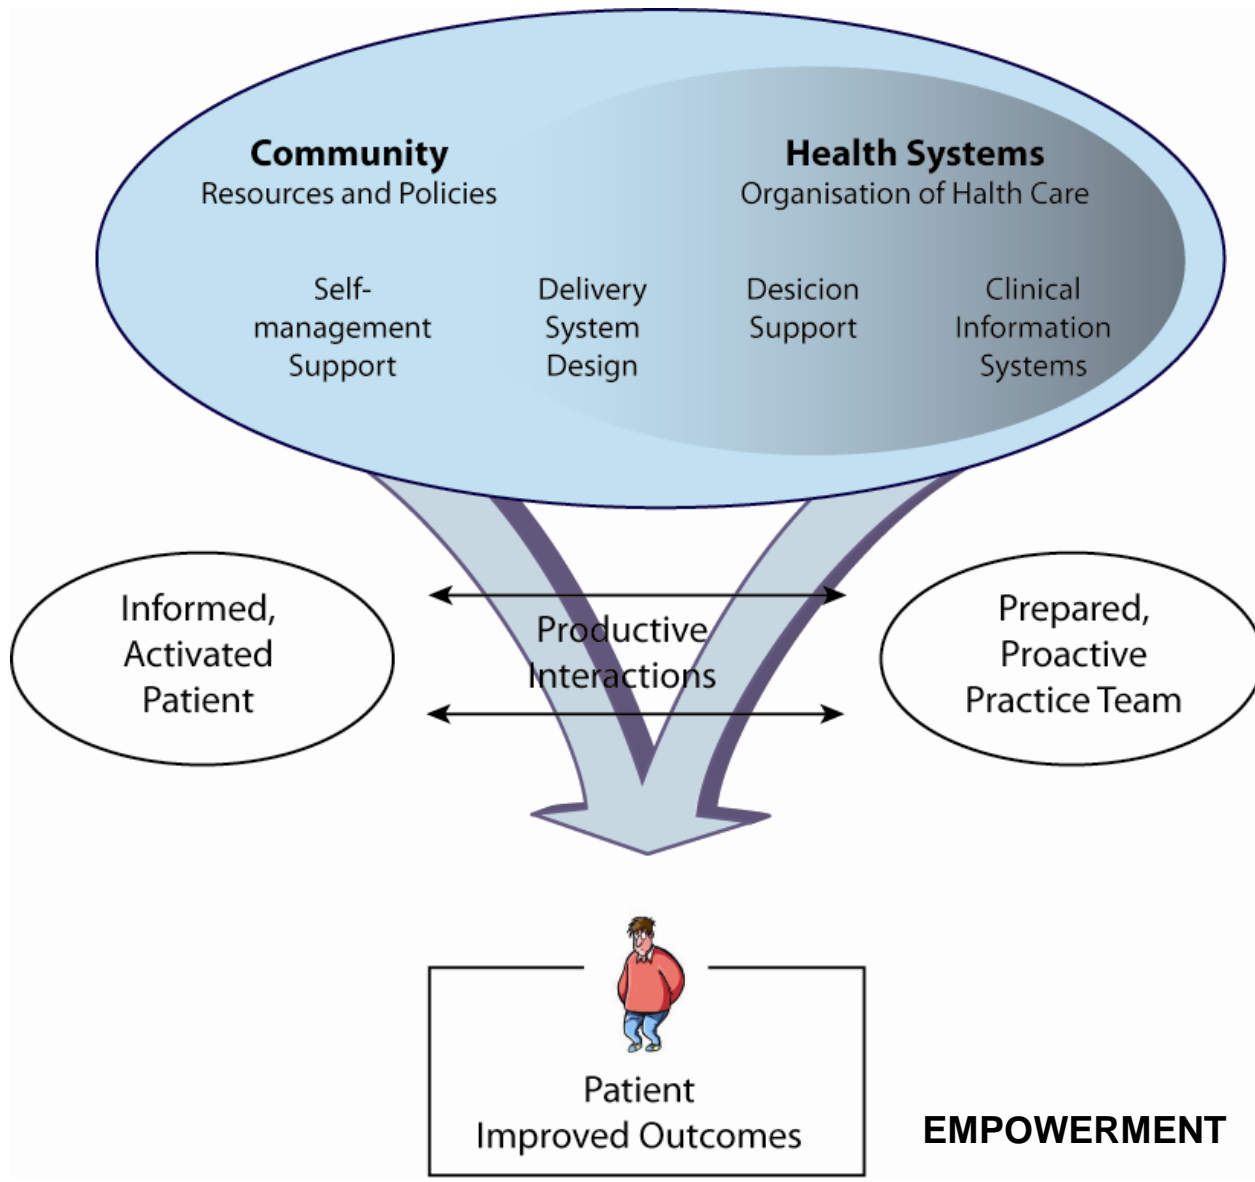 Community
Resources and Policies
Health Systems
Organisation of Halth Care
Self-
management
Support
Delivery
System
Design
Desicion
Support
Clinical
Information
Systems
Informed,
Activated
Patient
Productive
Interactions
Prepared,
Proactive
Practice Team
Patient
Improved Outcomes
EMPOWERMENT